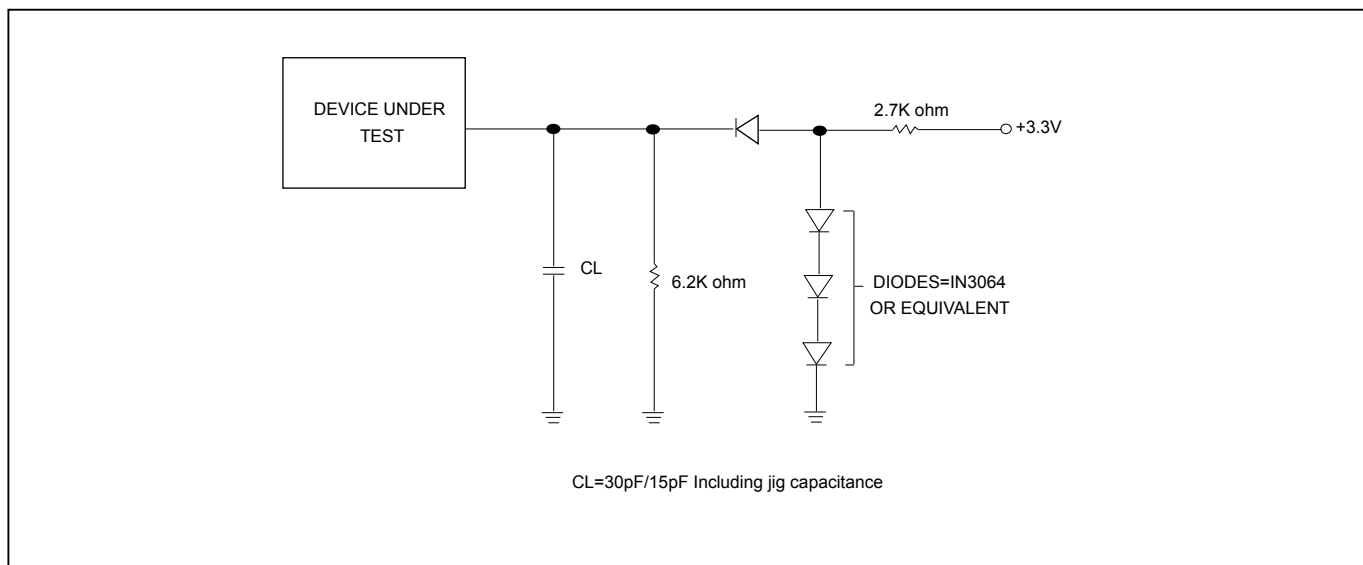 DEVICE UNDER
TEST
2.7K ohm
+3.3V
CL
6.2K ohm
DIODES=IN3064
OR EQUIVALENT
CL=30pF/15pF Including jig capacitance